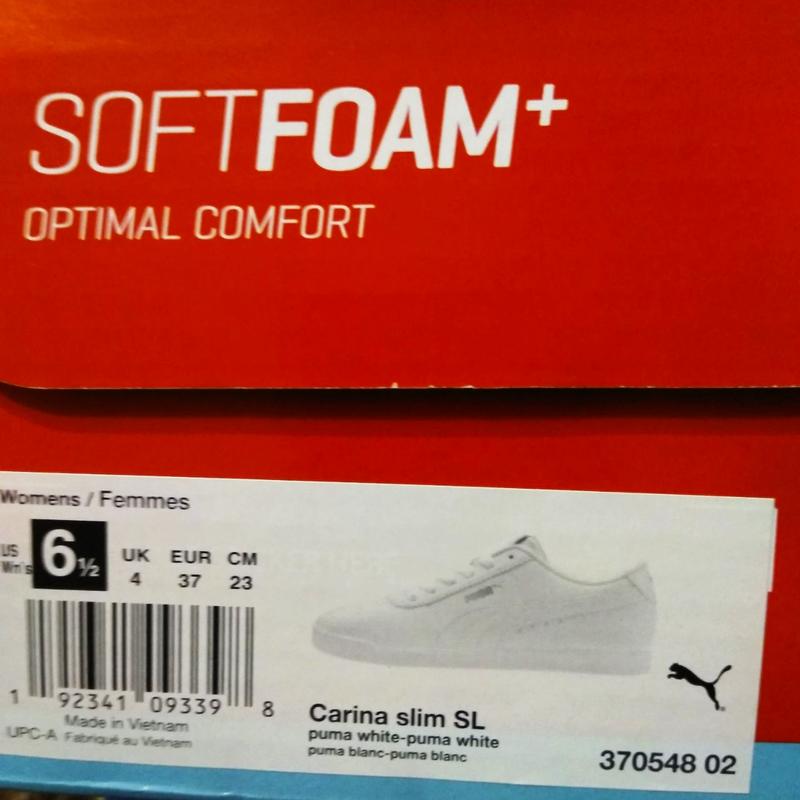 SOFTFOAM+
OPTIMAL COMFORT
Womens / Femmes
US Wn's 6½ UK 4 EUR 37 CM 23
1 92341 09339 8
UPC-A Made in Vietnam
Fabriqué au Vietnam
Carina slim SL
puma white-puma white
puma blanc-puma blanc
370548 02